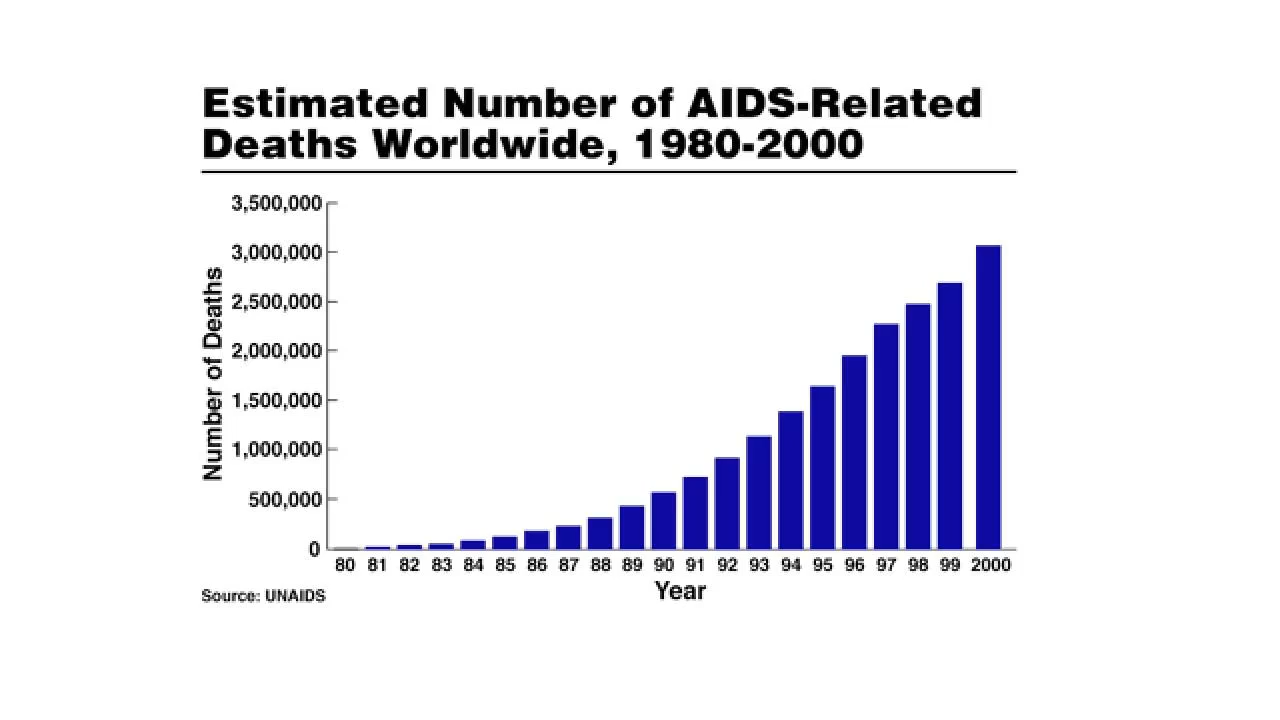 Estimated Number of AIDS-Related
Deaths Worldwide, 1980-2000
3,500,000
3,000,000
2,500,000
2,000,000
1,500,000
1,000,000
500,000
0
Number of Deaths
80 81 82 83 84 85 86 87 88 89 90 91 92 93 94 95 96 97 98 99 2000
Year
Source: UNAIDS